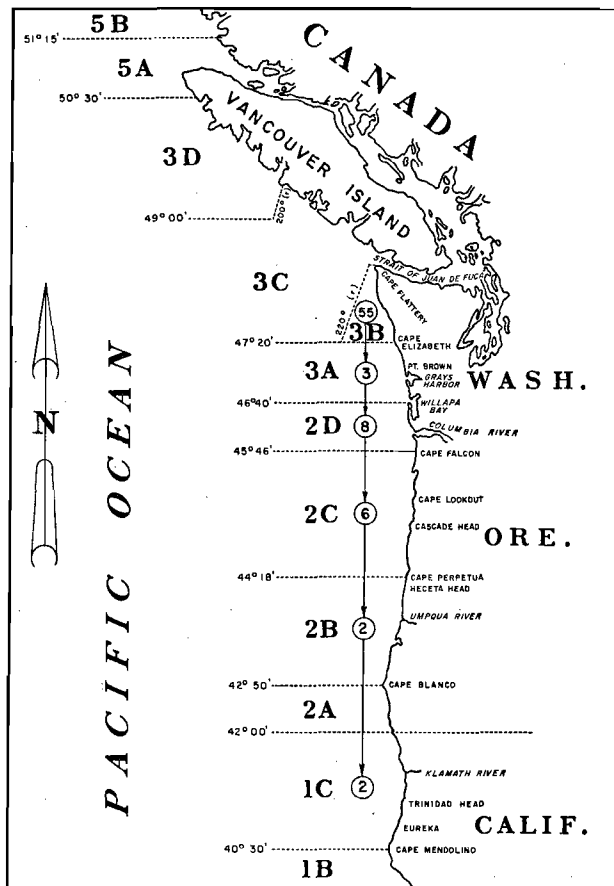 5B
51° 15'
CANADA
5A
50° 30'
VANCOUVER ISLAND
3D
200° (T)
49° 00'
STRAIT OF JUAN DE FUCA
3C
CAPE FLATTERY
220° (T)
55
3B
47° 20'
CAPE ELIZABETH
PT. BROWN
3A
3
GRAYS HARBOR
WASH.
46° 40'
WILLAPA BAY
N
2D
8
COLUMBIA RIVER
45° 46'
CAPE FALCON
PACIFIC OCEAN
CAPE LOOKOUT
2C
6
CASCADE HEAD
ORE.
44° 18'
CAPE PERPETUA
HECETA HEAD
UMPQUA RIVER
2B
2
42° 50'
CAPE BLANCO
2A
42° 00'
KLAMATH RIVER
1C
2
TRINIDAD HEAD
EUREKA
CALIF.
40° 30'
CAPE MENDOLINO
1B